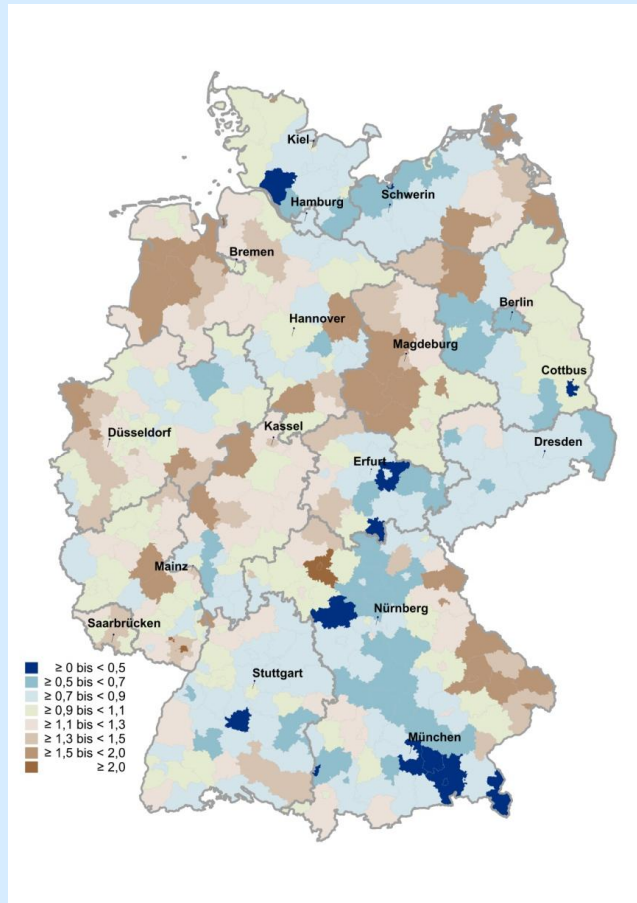 Kiel
Hamburg
Schwerin
Bremen
Berlin
Hannover
Magdeburg
Cottbus
Düsseldorf
Kassel
Dresden
Erfurt
Mainz
Nürnberg
Saarbrücken
Stuttgart
München
≥ 0 bis < 0,5
≥ 0,5 bis < 0,7
≥ 0,7 bis < 0,9
≥ 0,9 bis < 1,1
≥ 1,1 bis < 1,3
≥ 1,3 bis < 1,5
≥ 1,5 bis < 2,0
≥ 2,0